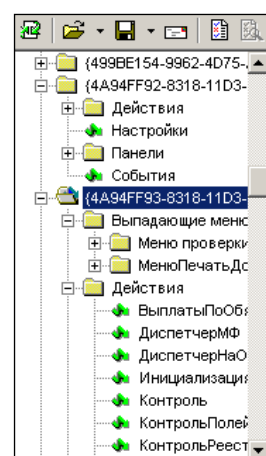 {499BE154-9962-4D75-
{4A94FF92-8318-11D3-
Действия
Настройки
Панели
События
{4A94FF93-8318-11D3-
Выпадающие меню
Меню проверки
МенюПечатьДо
Действия
ВыплатыПоОбя
ДиспетчерМФ
ДиспетчерНаО
Инициализация
Контроль
КонтрольПолей
КонтрольРеест